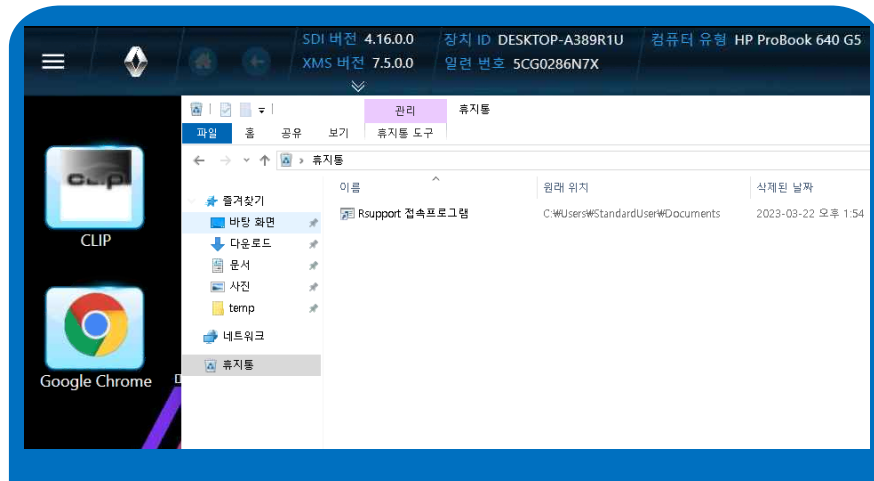 SDI 버전 4.16.0.0 장치 ID DESKTOP-A389R1U 컴퓨터 유형 HP ProBook 640 G5
XMS 버전 7.5.0.0 일련 번호 5CG0286N7X
관리 휴지통
파일 홈 공유 보기 휴지통 도구
휴지통
이름 원래 위치 삭제된 날짜
Rsupport 접속프로그램 C:₩Users₩StandardUser₩Documents 2023-03-22 오후 1:54
즐겨찾기
바탕 화면
다운로드
문서
사진
temp
네트워크
휴지통
CLIP
CLIP
Google Chrome